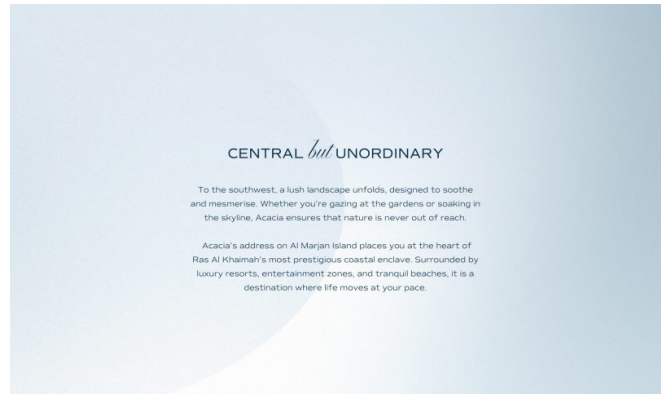 CENTRAL but UNORDINARY
To the southwest, a lush landscape unfolds, designed to soothe
and mesmerise. Whether you're gazing at the gardens or soaking in
the skyline, Acacia ensures that nature is never out of reach.
Acacia's address on Al Marjan Island places you at the heart of
Ras Al Khaimah's most prestigious coastal enclave. Surrounded by
luxury resorts, entertainment zones, and tranquil beaches, it is a
destination where life moves at your pace.